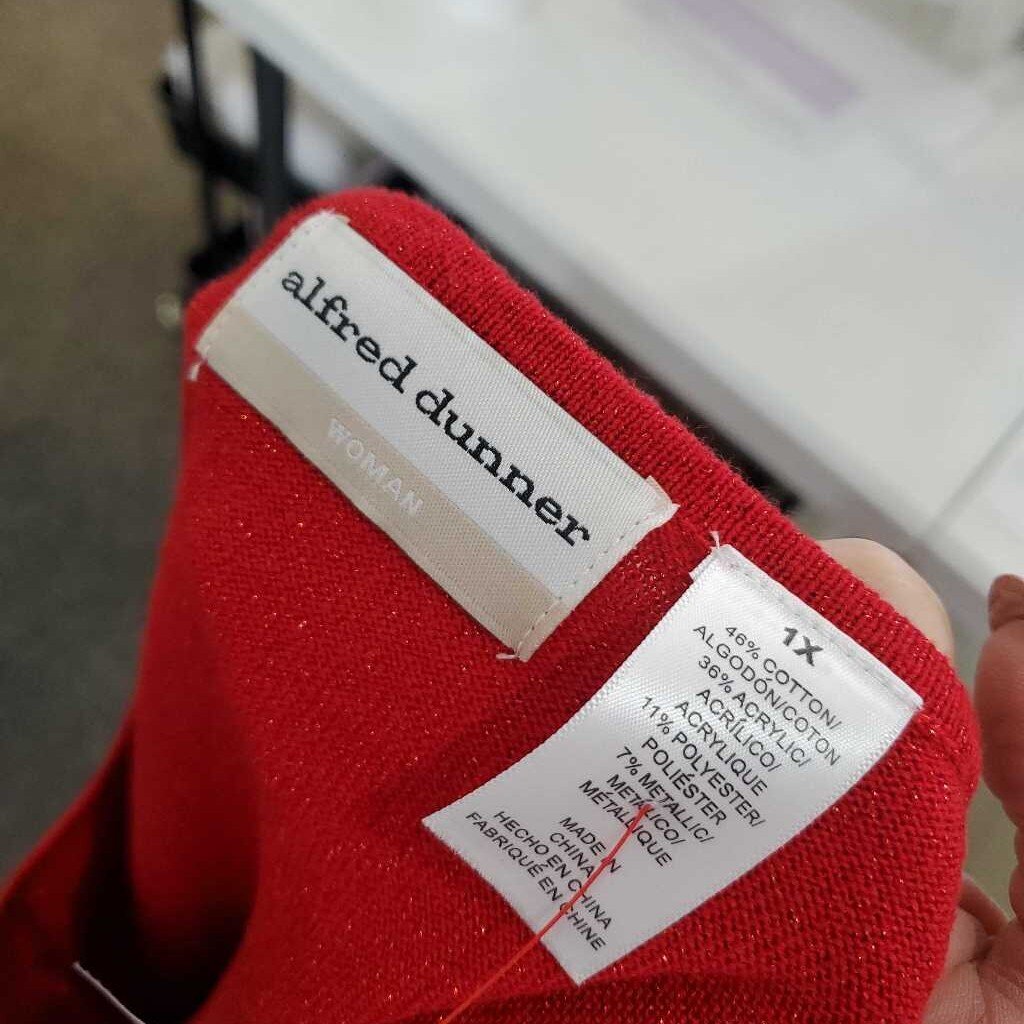 alfred dunner
WOMAN
1X
46% COTTON/
ALGODÓN/COTON
36% ACRYLIC/
ACRÍLICO/
ACRYLIQUE
11% POLYESTER/
POLIÉSTER
7% METALLIC/
METALICO/
MÉTALLIQUE
MADE IN
CHINA
HECHO EN CHINA
FABRIQUÉ EN CHINE